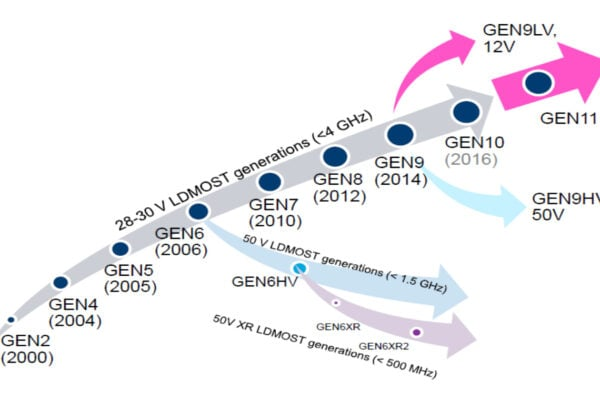 GEN9LV,
12V
GEN11
28-30 V LDMOST generations (<4 GHz)
GEN10
(2016)
GEN9
(2014)
GEN8
(2012)
GEN7
(2010)
GEN6
(2006)
GEN5
(2005)
GEN4
(2004)
GEN2
(2000)
GEN9HV
50V
50 V LDMOST generations (< 1.5 GHz)
GEN6HV
GEN6XR
GEN6XR2
50V XR LDMOST generations (< 500 MHz)